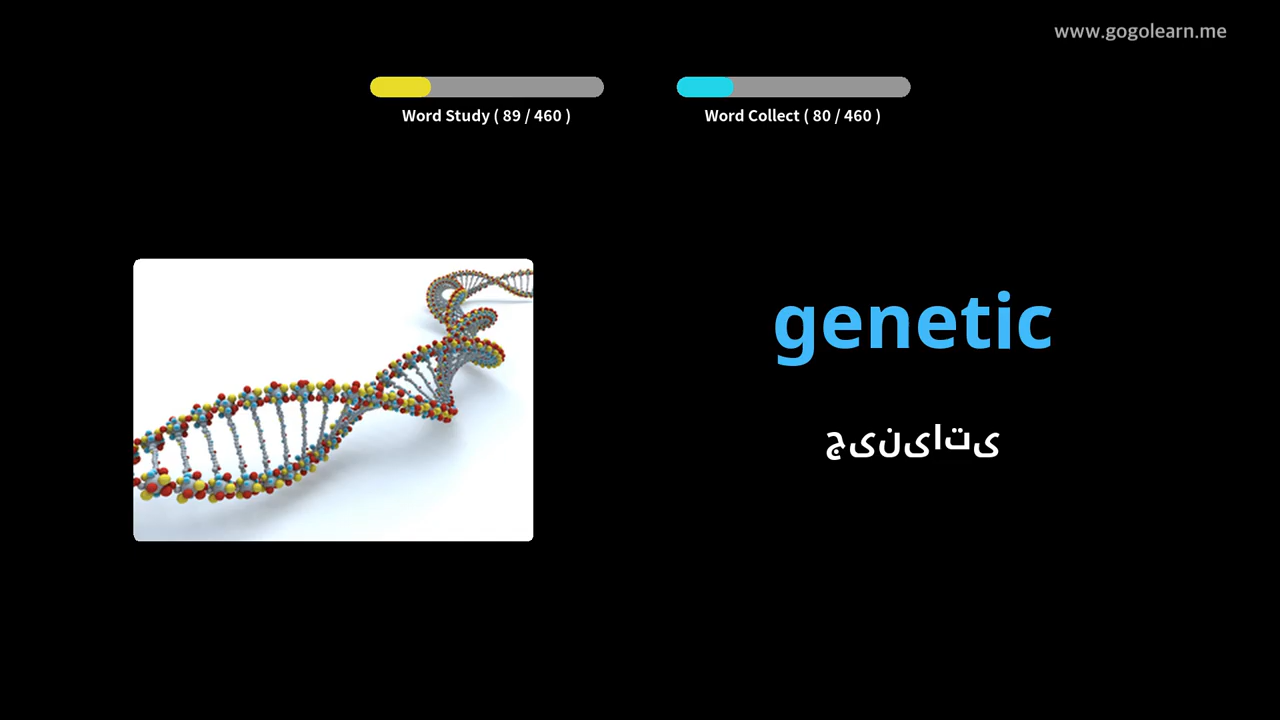 www.gogolearn.me
Word Study ( 89 / 460 )
Word Collect ( 80 / 460 )
genetic
جینیاتی